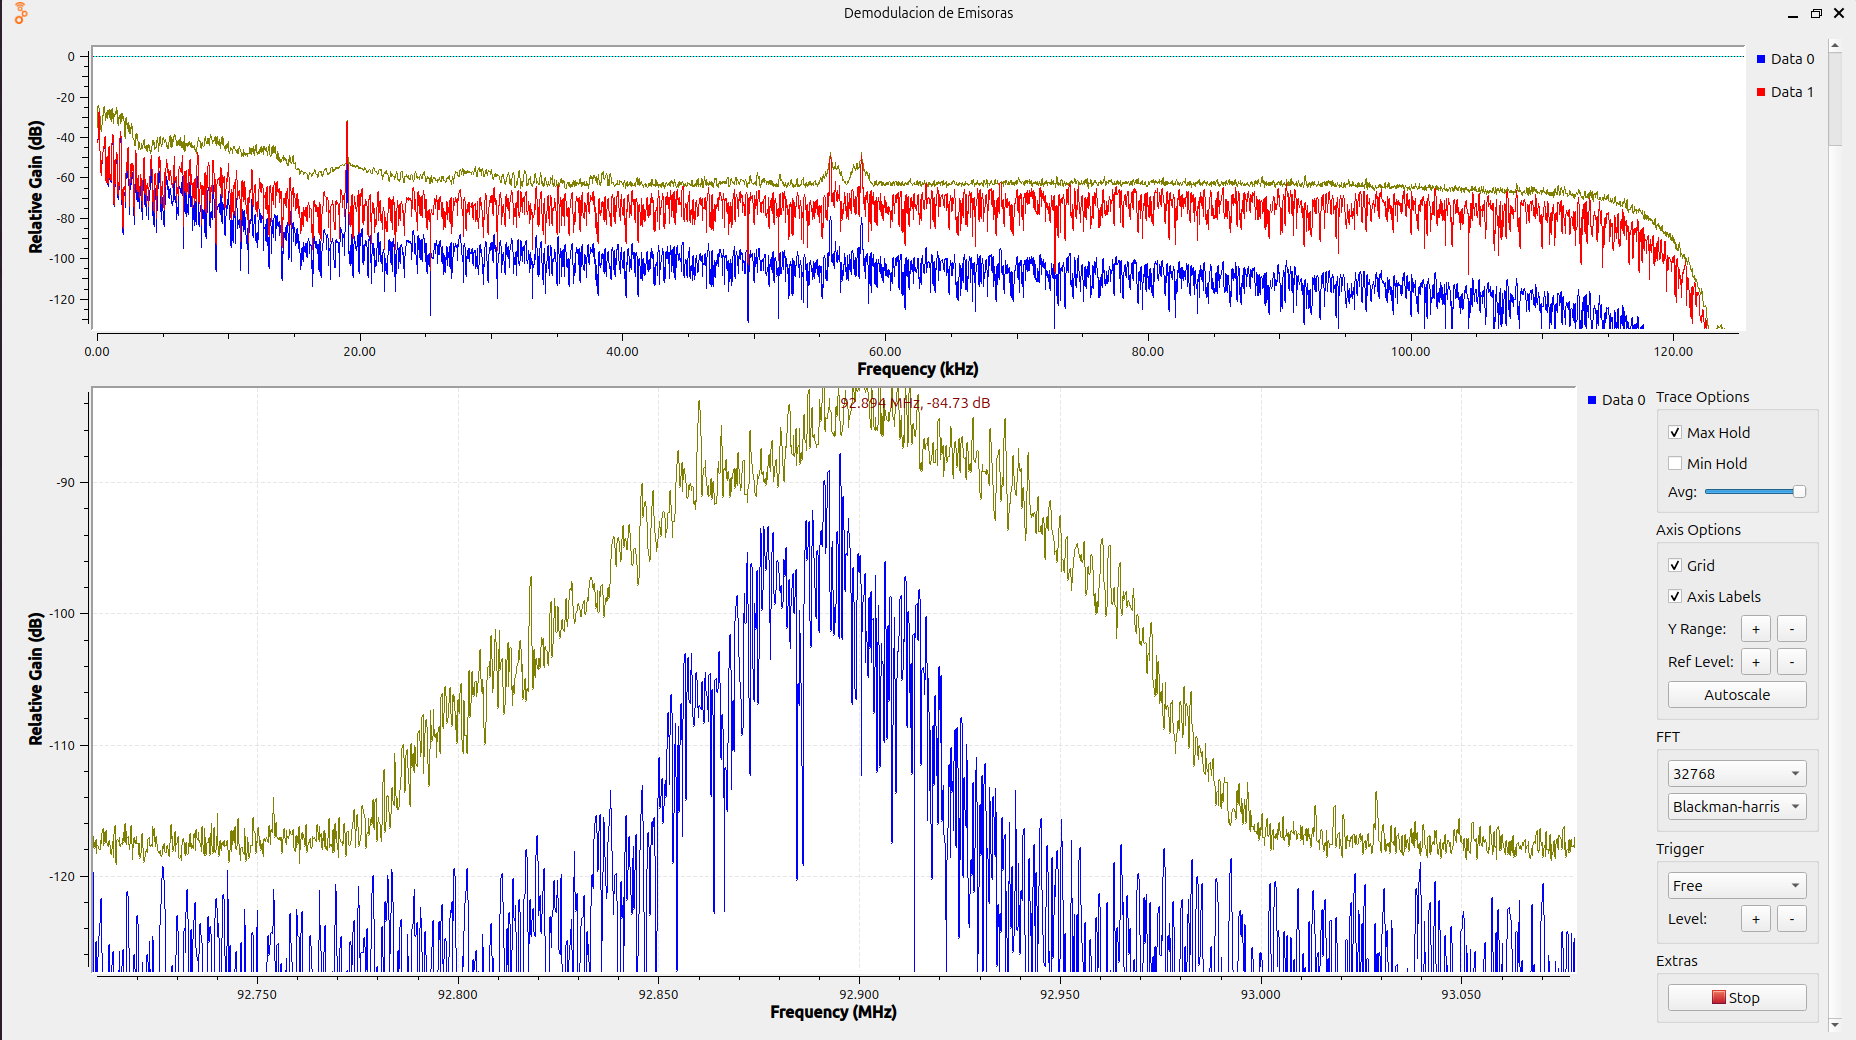 Demodulacion de Emisoras
Relative Gain (dB)
0
-20
-40
-60
-80
-100
-120
0.00 20.00 40.00 60.00 80.00 100.00 120.00
Frequency (kHz)
Data 0
Data 1
Relative Gain (dB)
92.894 MHz, -84.73 dB
-90
-100
-110
-120
92.750 92.800 92.850 92.900 92.950 93.000 93.050
Frequency (MHz)
Data 0
Trace Options
Max Hold
Min Hold
Avg:
Axis Options
Grid
Axis Labels
Y Range: + -
Ref Level: + -
Autoscale
FFT
32768
Blackman-harris
Trigger
Free
Level: + -
Extras
Stop